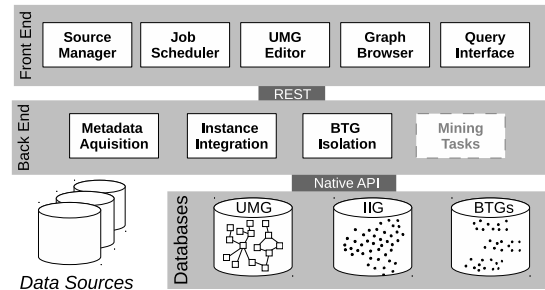 Front End
Source Manager
Job Scheduler
UMG Editor
Graph Browser
Query Interface
REST
Back End
Metadata Aquisition
Instance Integration
BTG Isolation
Mining Tasks
Native API
Data Sources
Databases
UMG
IIG
BTGs